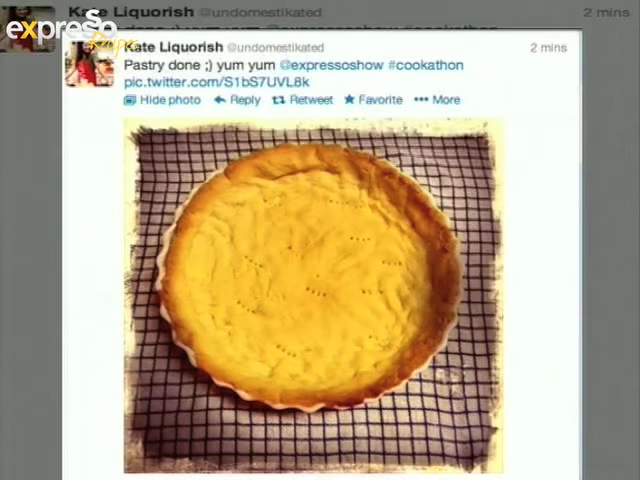 Kate Liquorish @undomestikated 2 mins
expresso
Recipes
Kate Liquorish @undomestikated 2 mins
Pastry done ;) yum yum @expressoshow #cookathon
pic.twitter.com/S1bS7UVL8k
Hide photo Reply Retweet Favorite More